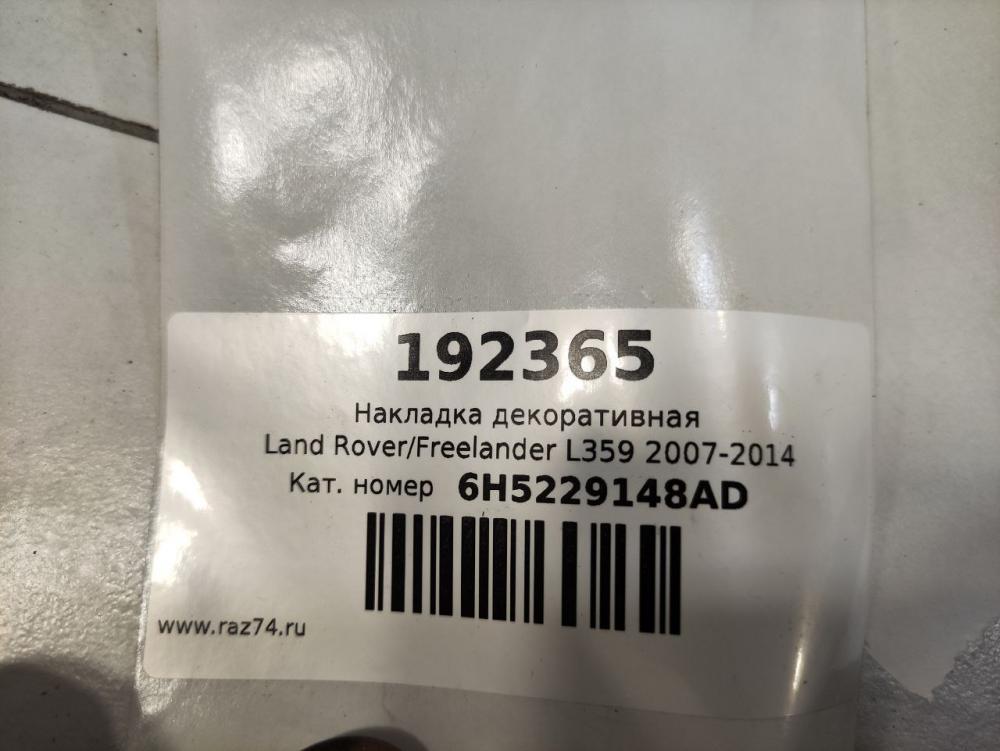 192365
Накладка декоративная
Land Rover/Freelander L359 2007-2014
Кат. номер 6H5229148AD
www.raz74.ru